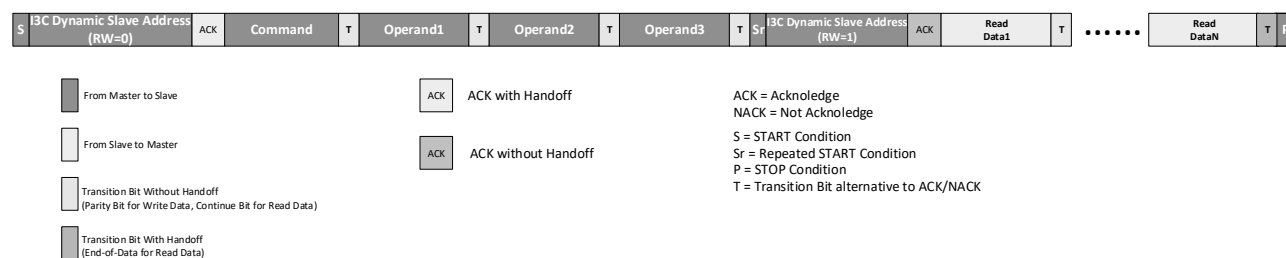 S I3C Dynamic Slave Address (RW=0) ACK Command T Operand1 T Operand2 T Operand3 T Sr I3C Dynamic Slave Address (RW=1) ACK Read Data1 T ...... Read DataN T P
From Master to Slave
From Slave to Master
Transition Bit Without Handoff
(Parity Bit for Write Data, Continue Bit for Read Data)
Transition Bit With Handoff
(End-of-Data for Read Data)
ACK ACK with Handoff
ACK ACK without Handoff
ACK = Acknoledge
NACK = Not Acknoledge
S = START Condition
Sr = Repeated START Condition
P = STOP Condition
T = Transition Bit alternative to ACK/NACK